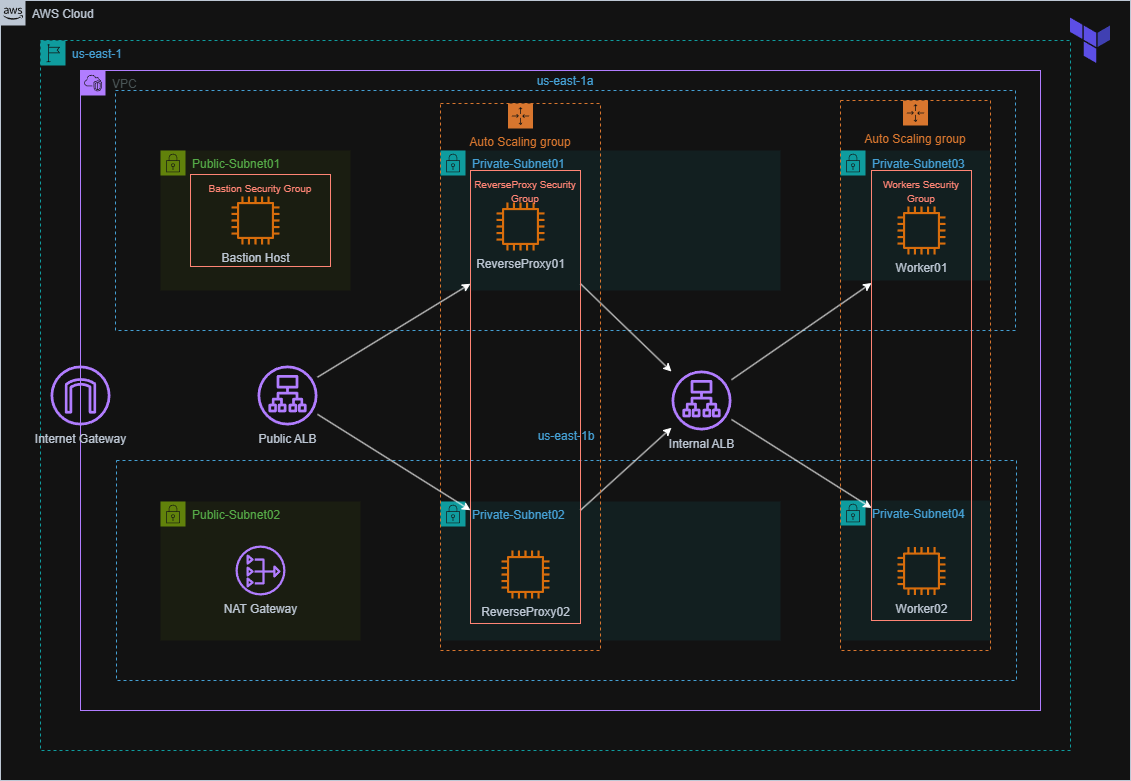 aws
AWS Cloud
us-east-1
VPC
us-east-1a
Auto Scaling group
Auto Scaling group
Public-Subnet01
Private-Subnet01
Private-Subnet03
Bastion Security Group
ReverseProxy Security
Group
Workers Security
Group
Bastion Host
ReverseProxy01
Worker01
Internet Gateway
Public ALB
us-east-1b
Internal ALB
Public-Subnet02
Private-Subnet02
Private-Subnet04
NAT Gateway
ReverseProxy02
Worker02